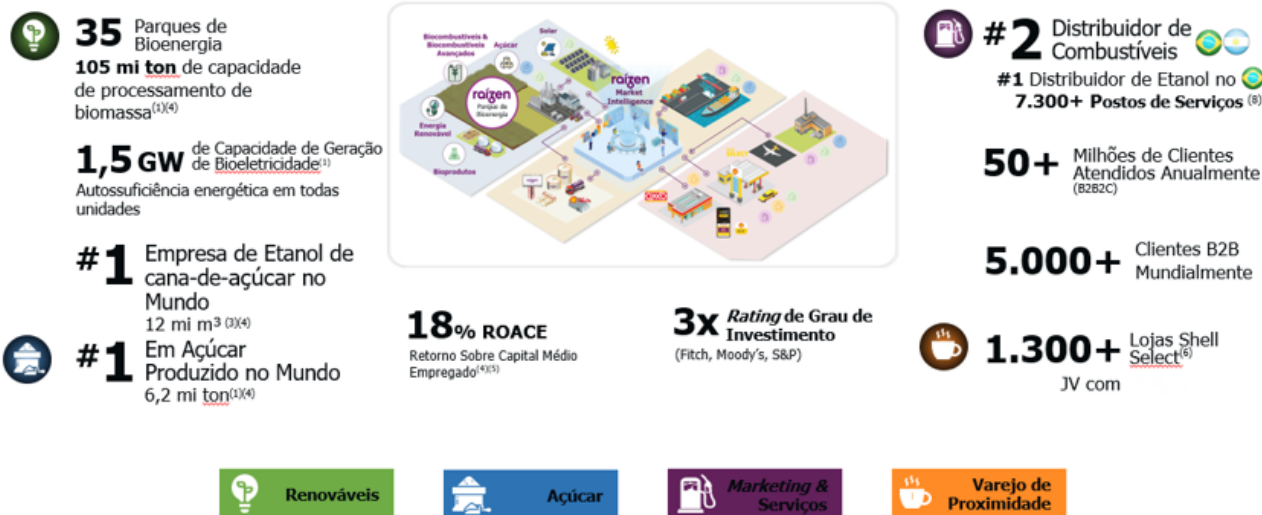 35 Parques de
Bioenergia
105 mi ton de capacidade
de processamento de
biomassa(1)(4)
1,5 GW de Capacidade de Geração
de Bioeletricidade(1)
Autossuficiência energética em todas
unidades
#1 Empresa de Etanol de
cana-de-açúcar no
Mundo
12 mi m³ (3)(4)
#1 Em Açúcar
Produzido no Mundo
6,2 mi ton(1)(4)
Biocombustíveis &
Biocombustíveis
Avançados
Açúcar
Solar
raízen
Parque de
Bioenergia
raízen
Market
Intelligence
Energia
Renovável
Bioprodutos
OXXO
18% ROACE
Retorno Sobre Capital Médio
Empregado(4)(5)
3x Rating de Grau de
Investimento
(Fitch, Moody's, S&P)
#2 Distribuidor de
Combustíveis
#1 Distribuidor de Etanol no
7.300+ Postos de Serviços (8)
50+ Milhões de Clientes
Atendidos Anualmente
(B2B2C)
5.000+ Clientes B2B
Mundialmente
1.300+ Lojas Shell
Select(6)
JV com
Renováveis
Açúcar
Marketing &
Serviços
Varejo de
Proximidade